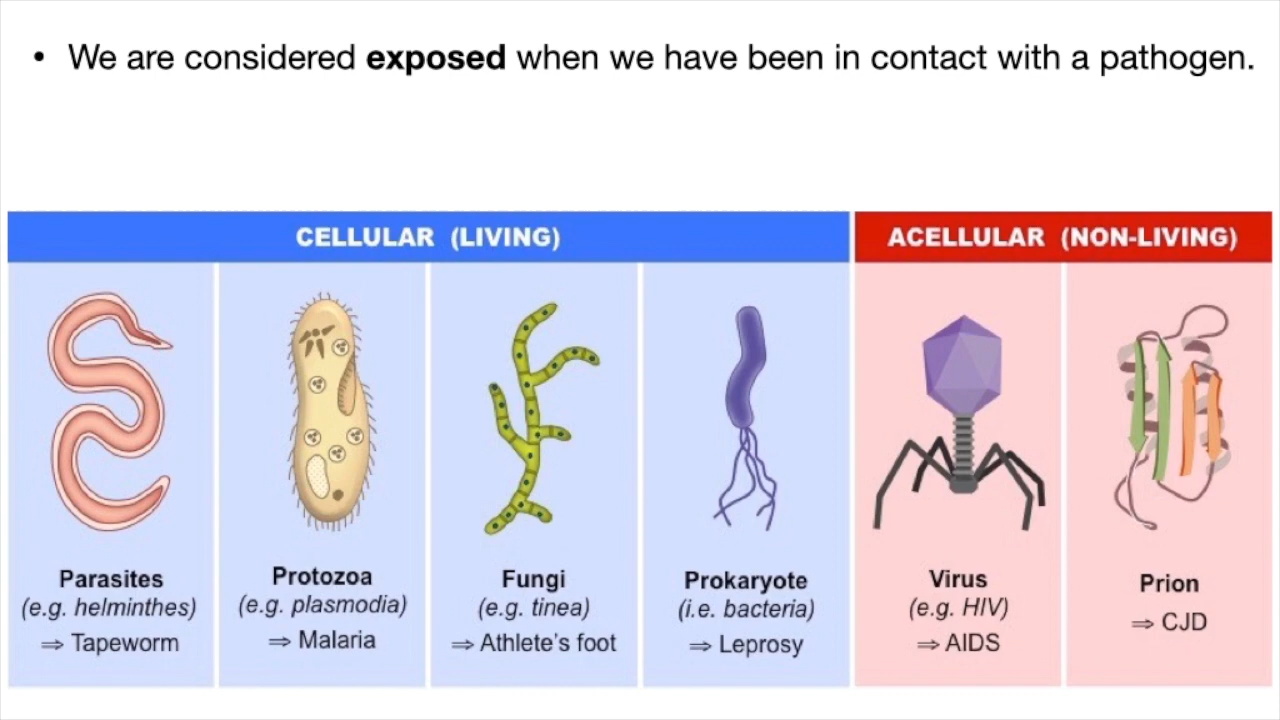 • We are considered exposed when we have been in contact with a pathogen.
CELLULAR (LIVING)
ACELLULAR (NON-LIVING)
Parasites
(e.g. helminthes)
⇒ Tapeworm
Protozoa
(e.g. plasmodia)
⇒ Malaria
Fungi
(e.g. tinea)
⇒ Athlete's foot
Prokaryote
(i.e. bacteria)
⇒ Leprosy
Virus
(e.g. HIV)
⇒ AIDS
Prion
⇒ CJD